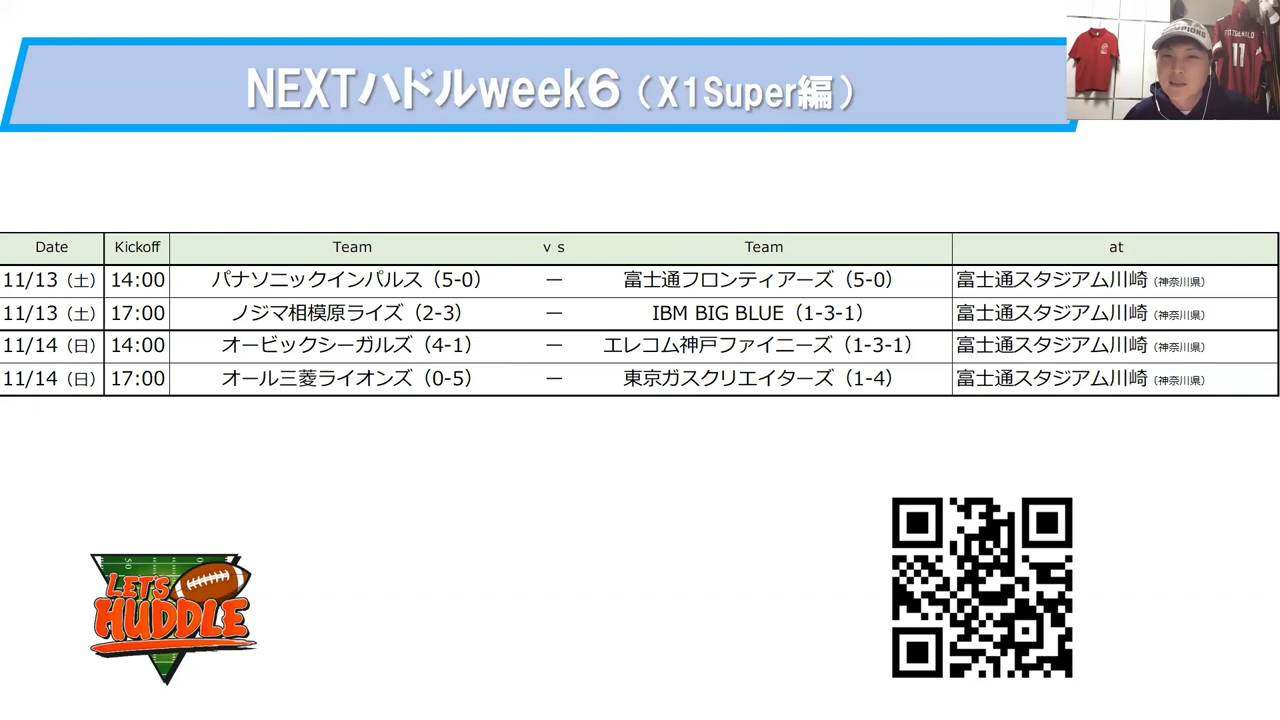 NEXTハドルweek6（X1Super編）
CHAMPIONS
FITZGERALD
11
Date Kickoff Team ｖｓ Team at
11/13（土） 14:00 パナソニックインパルス（5-0） ー 富士通フロンティアーズ（5-0） 富士通スタジアム川崎（神奈川県）
11/13（土） 17:00 ノジマ相模原ライズ（2-3） ー IBM BIG BLUE（1-3-1） 富士通スタジアム川崎（神奈川県）
11/14（日） 14:00 オービックシーガルズ（4-1） ー エレコム神戸ファイニーズ（1-3-1） 富士通スタジアム川崎（神奈川県）
11/14（日） 17:00 オール三菱ライオンズ（0-5） ー 東京ガスクリエイターズ（1-4） 富士通スタジアム川崎（神奈川県）
LET'S
HUDDLE